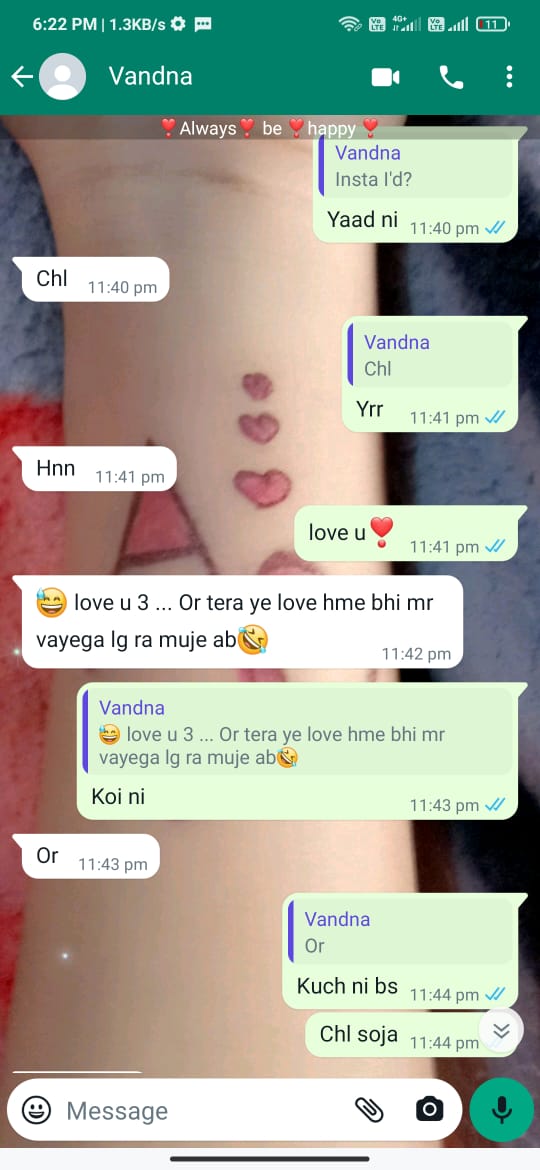 6:22 PM | 1.3KB/s
4G+
11
Vandna
❣️Always❣️ be ❣️happy ❣️
Vandna
Insta I'd?
Yaad ni 11:40 pm
Chl 11:40 pm
Vandna
Chl
Yrr 11:41 pm
Hnn 11:41 pm
love u❣️ 11:41 pm
😅 love u 3 ... Or tera ye love hme bhi mr
vayega lg ra muje ab🤣
11:42 pm
Vandna
😅 love u 3 ... Or tera ye love hme bhi mr
vayega lg ra muje ab🤣
Koi ni 11:43 pm
Or 11:43 pm
Vandna
Or
Kuch ni bs 11:44 pm
Chl soja 11:44 pm
Message